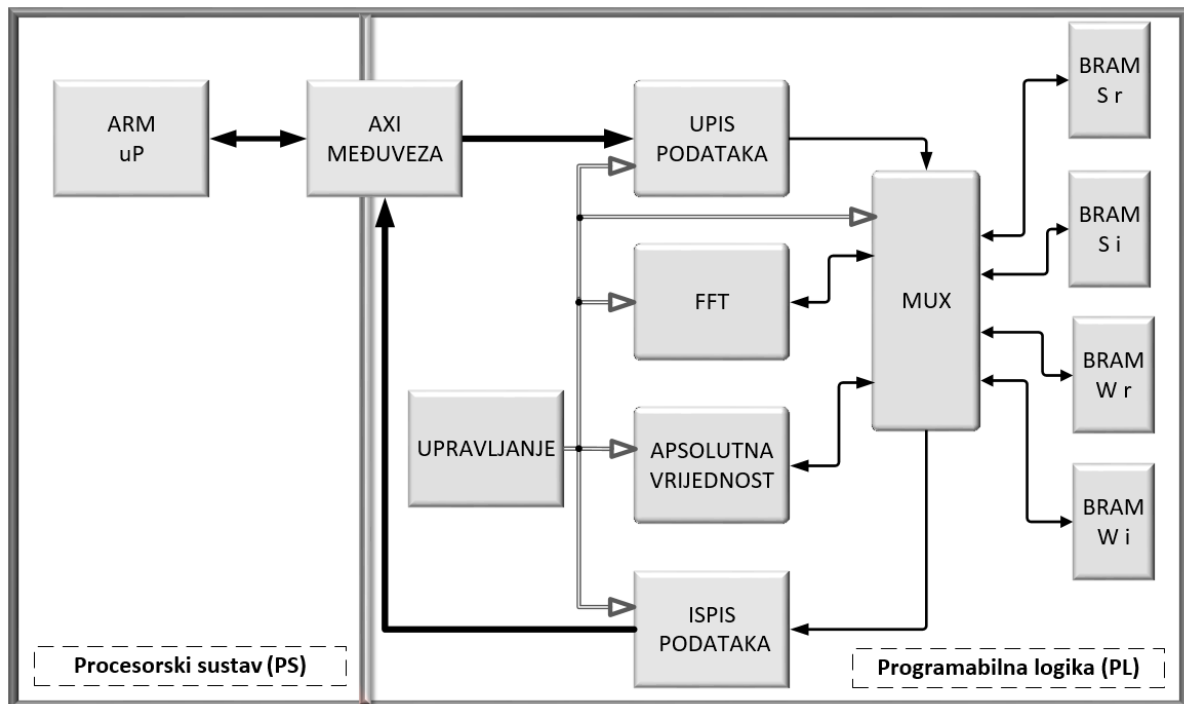 ARM
uP
AXI
MEĐUVEZA
UPIS
PODATAKA
BRAM
S r
BRAM
S i
FFT
MUX
BRAM
W r
UPRAVLJANJE
APSOLUTNA
VRIJEDNOST
BRAM
W i
ISPIS
PODATAKA
Procesorski sustav (PS)
Programabilna logika (PL)